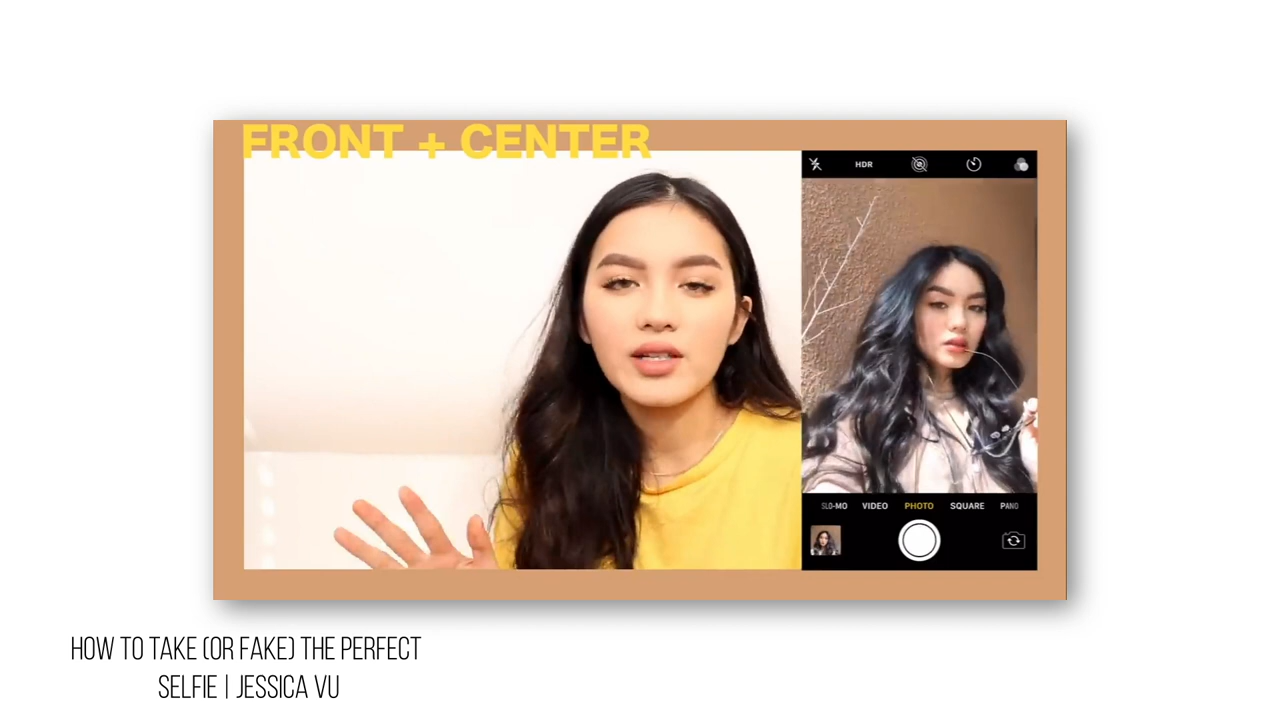 FRONT + CENTER
HDR
SLO-MO VIDEO PHOTO SQUARE PANO
HOW TO TAKE (OR FAKE) THE PERFECT
SELFIE | JESSICA VU